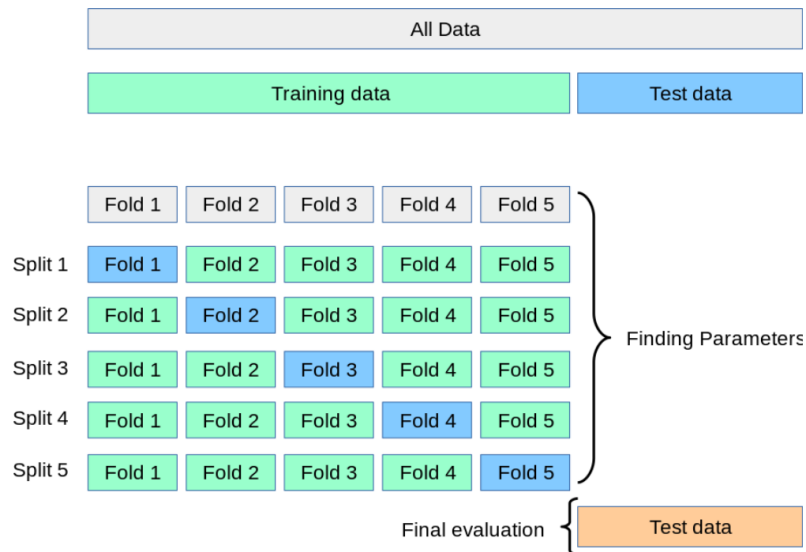 All Data
Training data Test data
Fold 1 Fold 2 Fold 3 Fold 4 Fold 5
Split 1 Fold 1 Fold 2 Fold 3 Fold 4 Fold 5
Split 2 Fold 1 Fold 2 Fold 3 Fold 4 Fold 5
Finding Parameters
Split 3 Fold 1 Fold 2 Fold 3 Fold 4 Fold 5
Split 4 Fold 1 Fold 2 Fold 3 Fold 4 Fold 5
Split 5 Fold 1 Fold 2 Fold 3 Fold 4 Fold 5
Final evaluation Test data